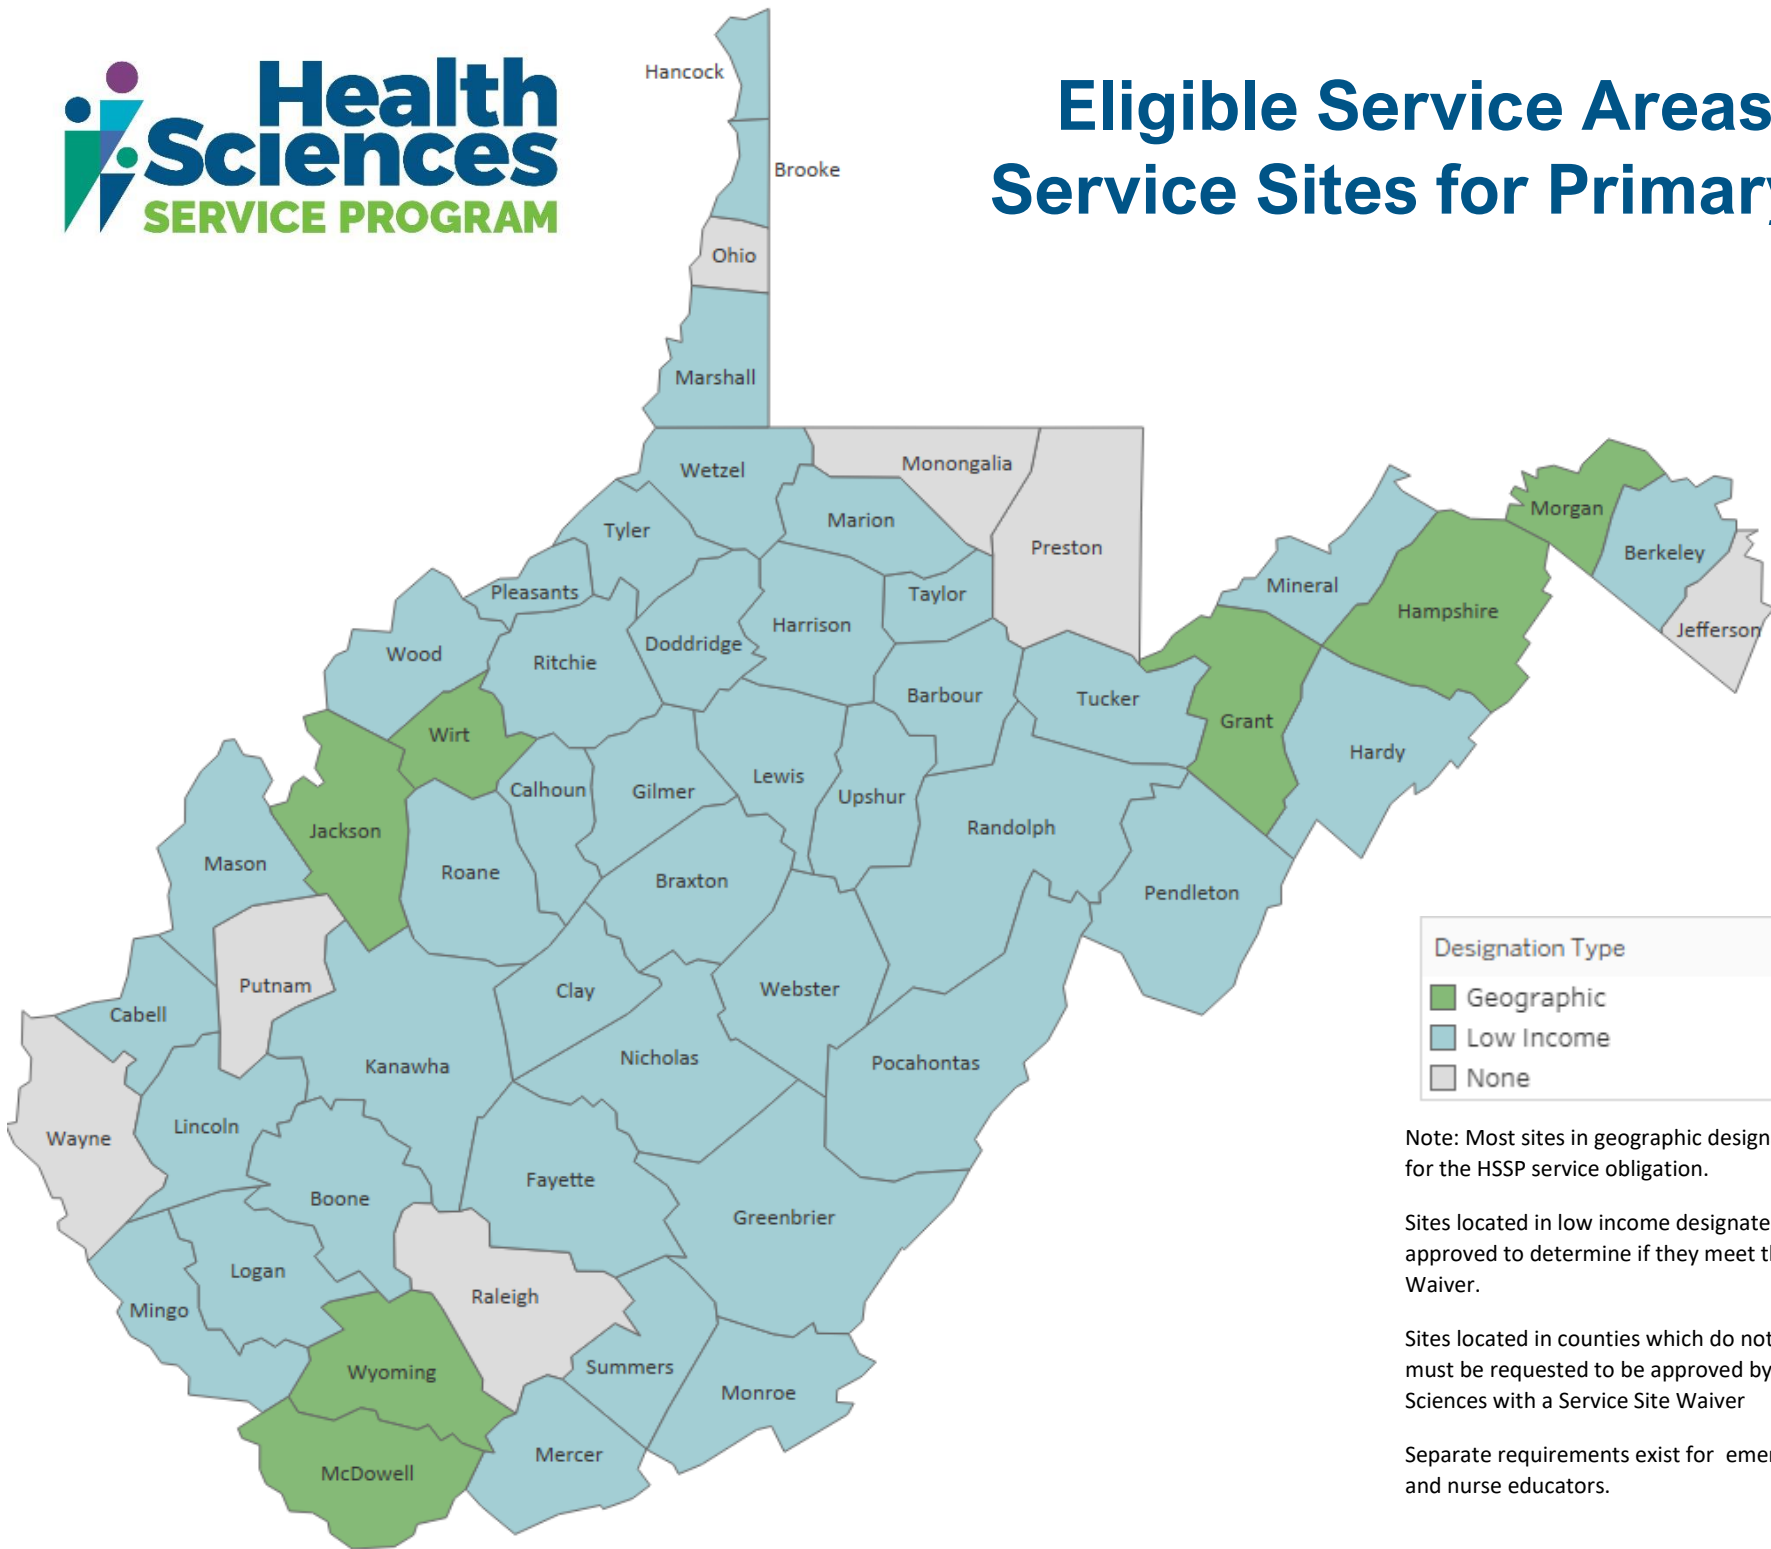 Health
Sciences
SERVICE PROGRAM
Eligible Service Areas
Service Sites for Primary
Hancock
Brooke
Ohio
Marshall
Wetzel
Monongalia
Marion
Preston
Tyler
Pleasants
Taylor
Harrison
Doddridge
Wood
Ritchie
Barbour
Tucker
Morgan
Berkeley
Mineral
Hampshire
Jefferson
Grant
Hardy
Wirt
Calhoun
Gilmer
Lewis
Upshur
Randolph
Jackson
Mason
Roane
Braxton
Pendleton
Putnam
Clay
Webster
Cabell
Kanawha
Nicholas
Pocahontas
Wayne
Lincoln
Boone
Fayette
Greenbrier
Logan
Mingo
Raleigh
Wyoming
Summers
Monroe
McDowell
Mercer
Designation Type
Geographic
Low Income
None
Note: Most sites in geographic design
for the HSSP service obligation.
Sites located in low income designate
approved to determine if they meet t
Waiver.
Sites located in counties which do not
must be requested to be approved by
Sciences with a Service Site Waiver
Separate requirements exist for emer
and nurse educators.